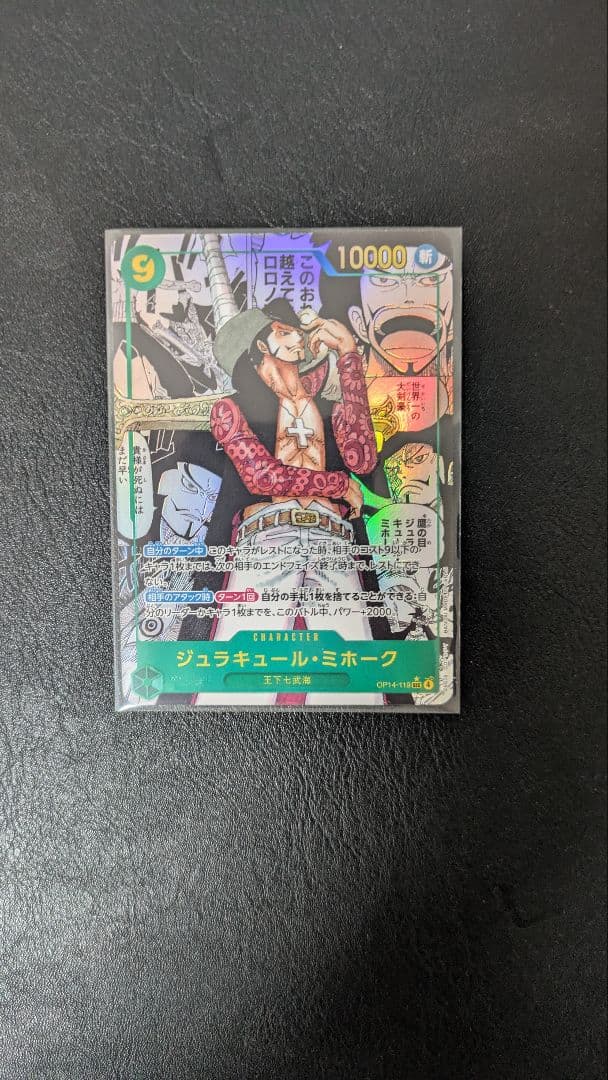 9
10000
斬
このおれを
越えて
ロロノ
世界一の
大剣豪
貴様が死ぬには
まだ早い
鷹の目
ジュラ
キュール
ミホー
自分のターン中 このキャラがレストになった時、相手のコスト9以下の
キャラ1枚までは、次の相手のエンドフェイズ終了時まで、レストにでき
ない。
相手のアタック時 ターン1回 自分の手札1枚を捨てることができる:自
分のリーダーかキャラ1枚までを、このバトル中、パワー+2000。
CHARACTER
ジュラキュール・ミホーク
王下七武海
OP14-119 SEC 4